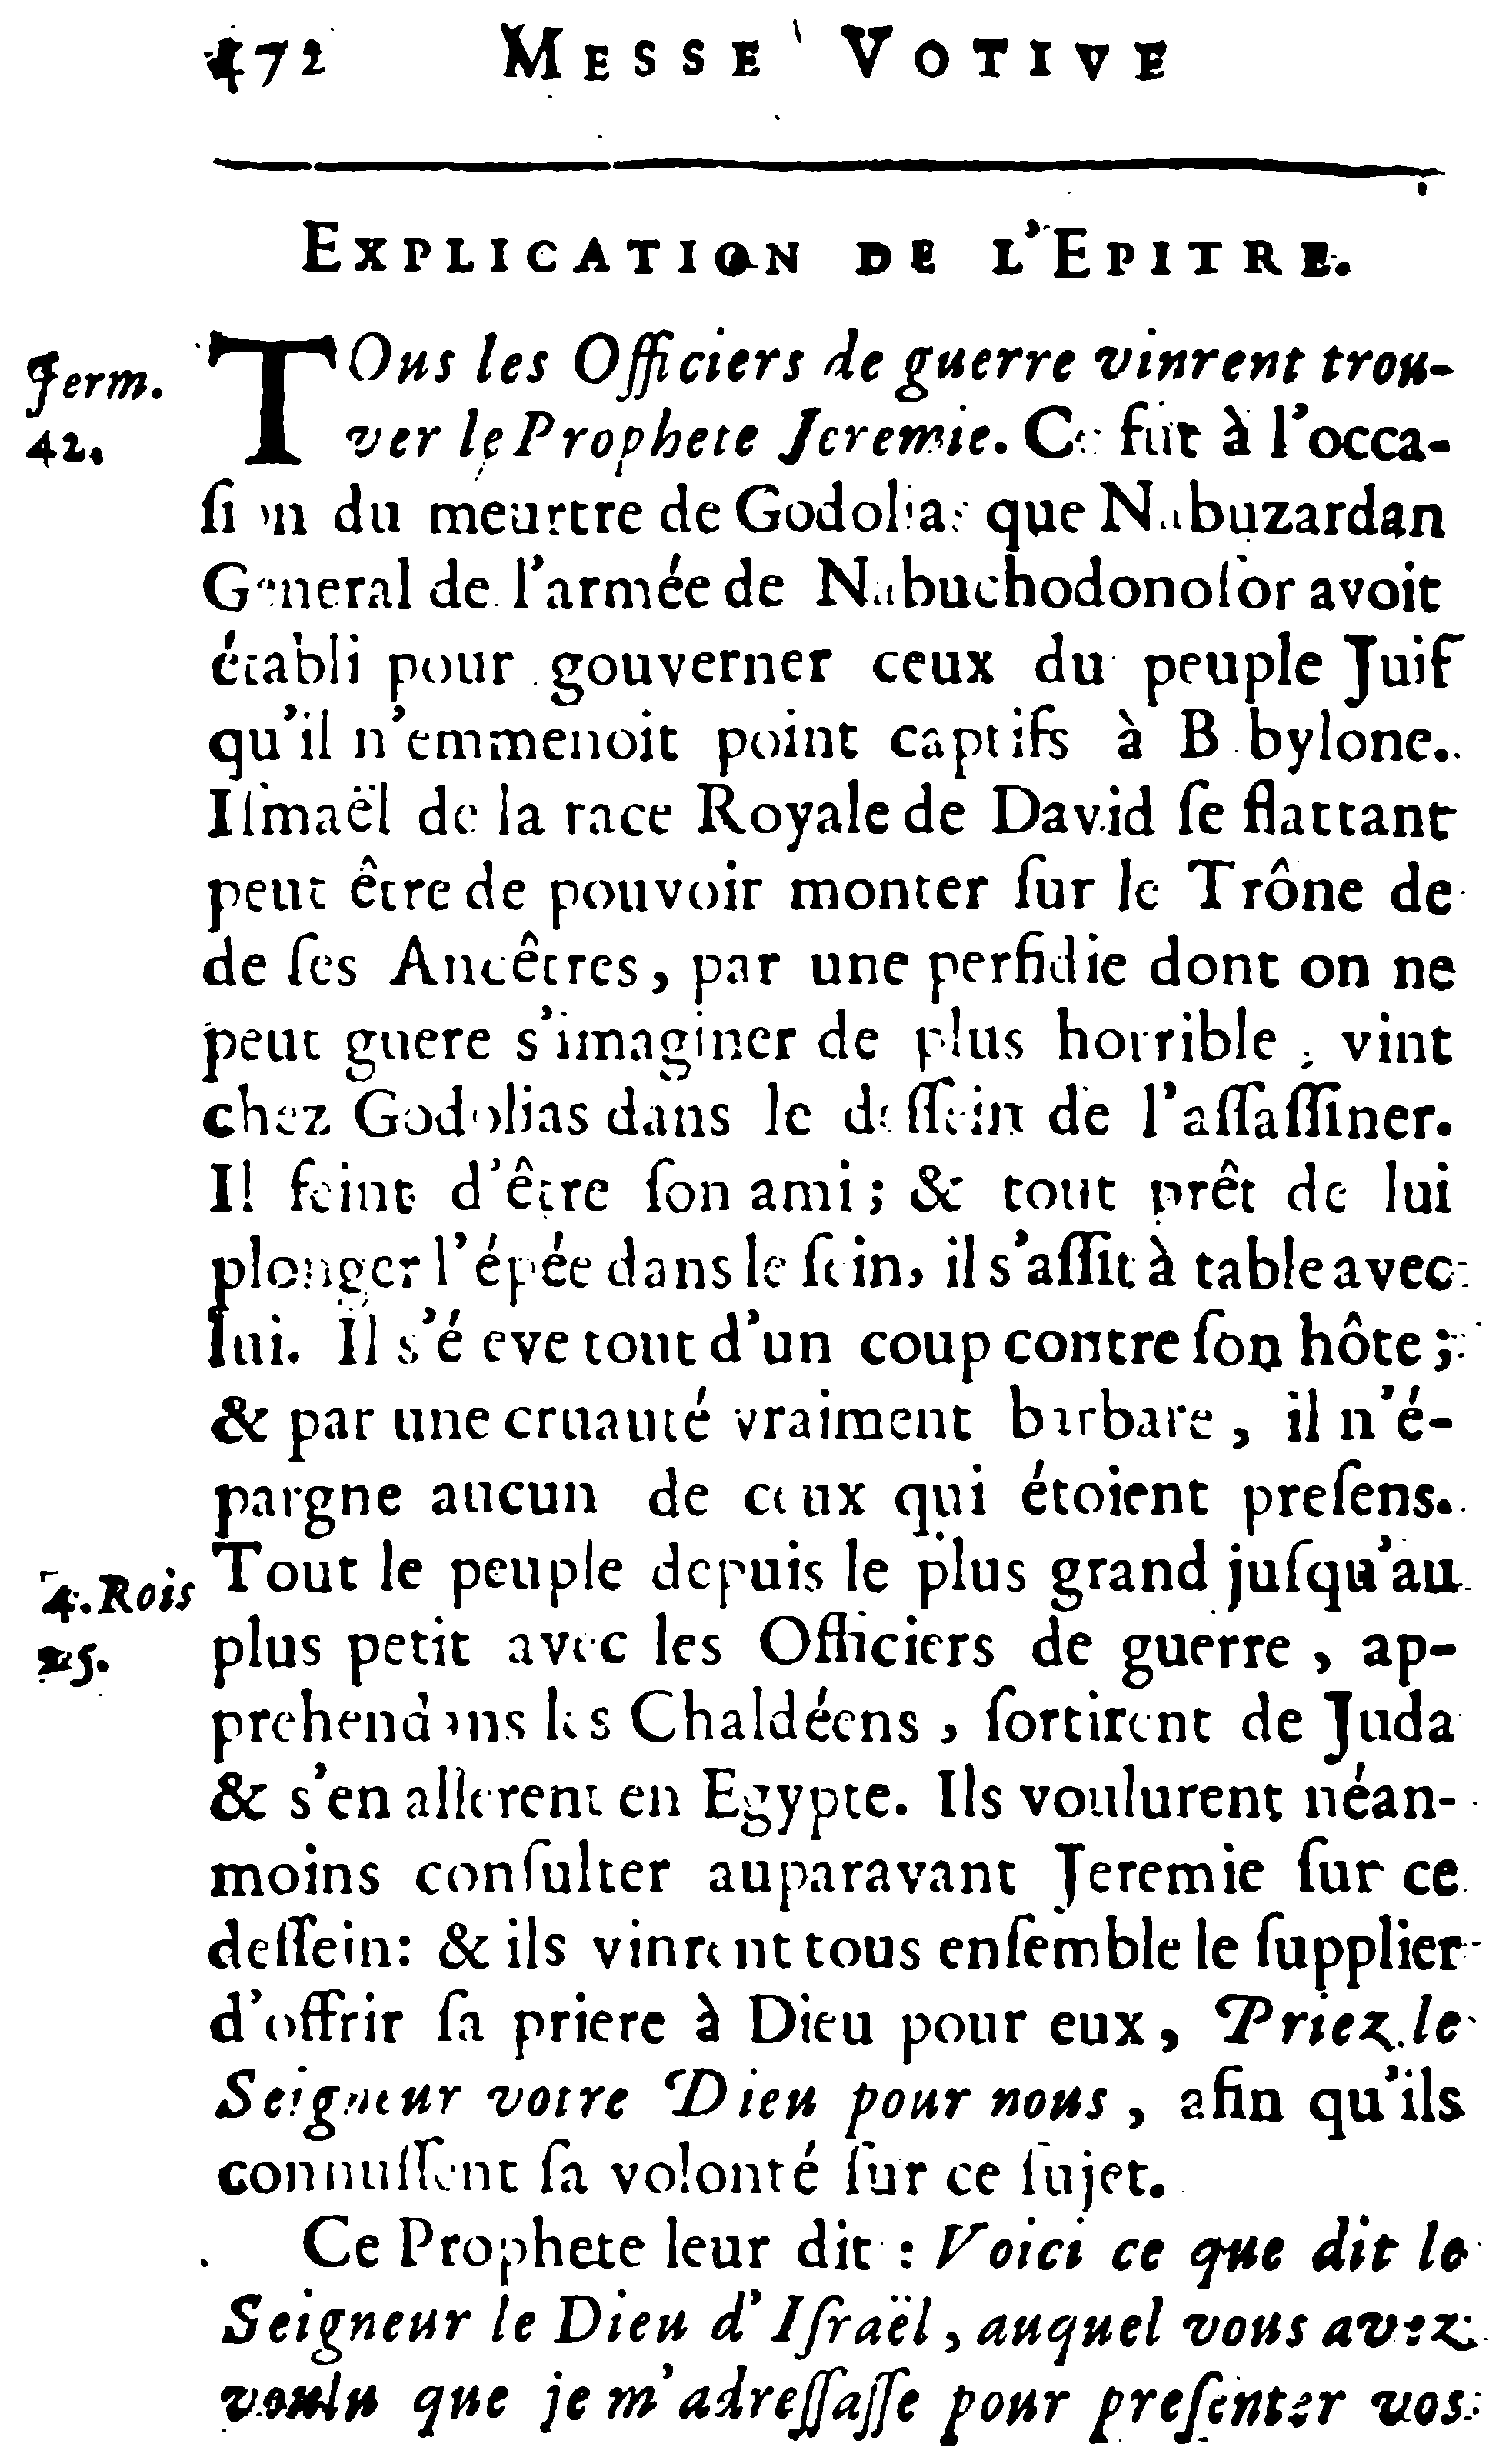 472 MESSE VOTIVE
EXPLICATION DE L'EPITRE.
Jerm.
42.
TOus les Officiers de guerre vinrent trou-
ver le Prophete Jeremie. Ce fut à l'occa-
ſion du meurtre de Godolias que Nabuzardan
General de l'armée de Nabuchodonoſor avoit
établi pour gouverner ceux du peuple Juif
qu'il n'emmenoit point captifs à Babylone.
Iſmaël de la race Royale de David ſe flattant
peut être de pouvoir monter ſur le Trône de
de ſes Ancêtres, par une perfidie dont on ne
peut guere s'imaginer de plus horrible, vint
chez Godolias dans le deſſein de l'aſſaſſiner.
Il feint d'être ſon ami; & tout prêt de lui
plonger l'épée dans le ſein, il s'aſſit à table avec
lui. Il s'éleve tout d'un coup contre ſon hôte;
& par une cruauté vraiment barbare, il n'é-
pargne aucun de ceux qui étoient preſens.
4. Rois
25.
Tout le peuple depuis le plus grand juſqu'au
plus petit avec les Officiers de guerre, ap-
prehendans les Chaldéens, ſortirent de Juda
& s'en allerent en Egypte. Ils voulurent néan-
moins conſulter auparavant Jeremie ſur ce
deſſein: & ils vinrent tous enſemble le ſupplier
d'offrir ſa priere à Dieu pour eux, Priez le
Seigneur votre Dieu pour nous, afin qu'ils
connuſſent ſa volonté ſur ce ſujet.
Ce Prophete leur dit : Voici ce que dit le
Seigneur le Dieu d'Iſraël, auquel vous avez
voulu que je m'adreſſaſſe pour preſenter vos